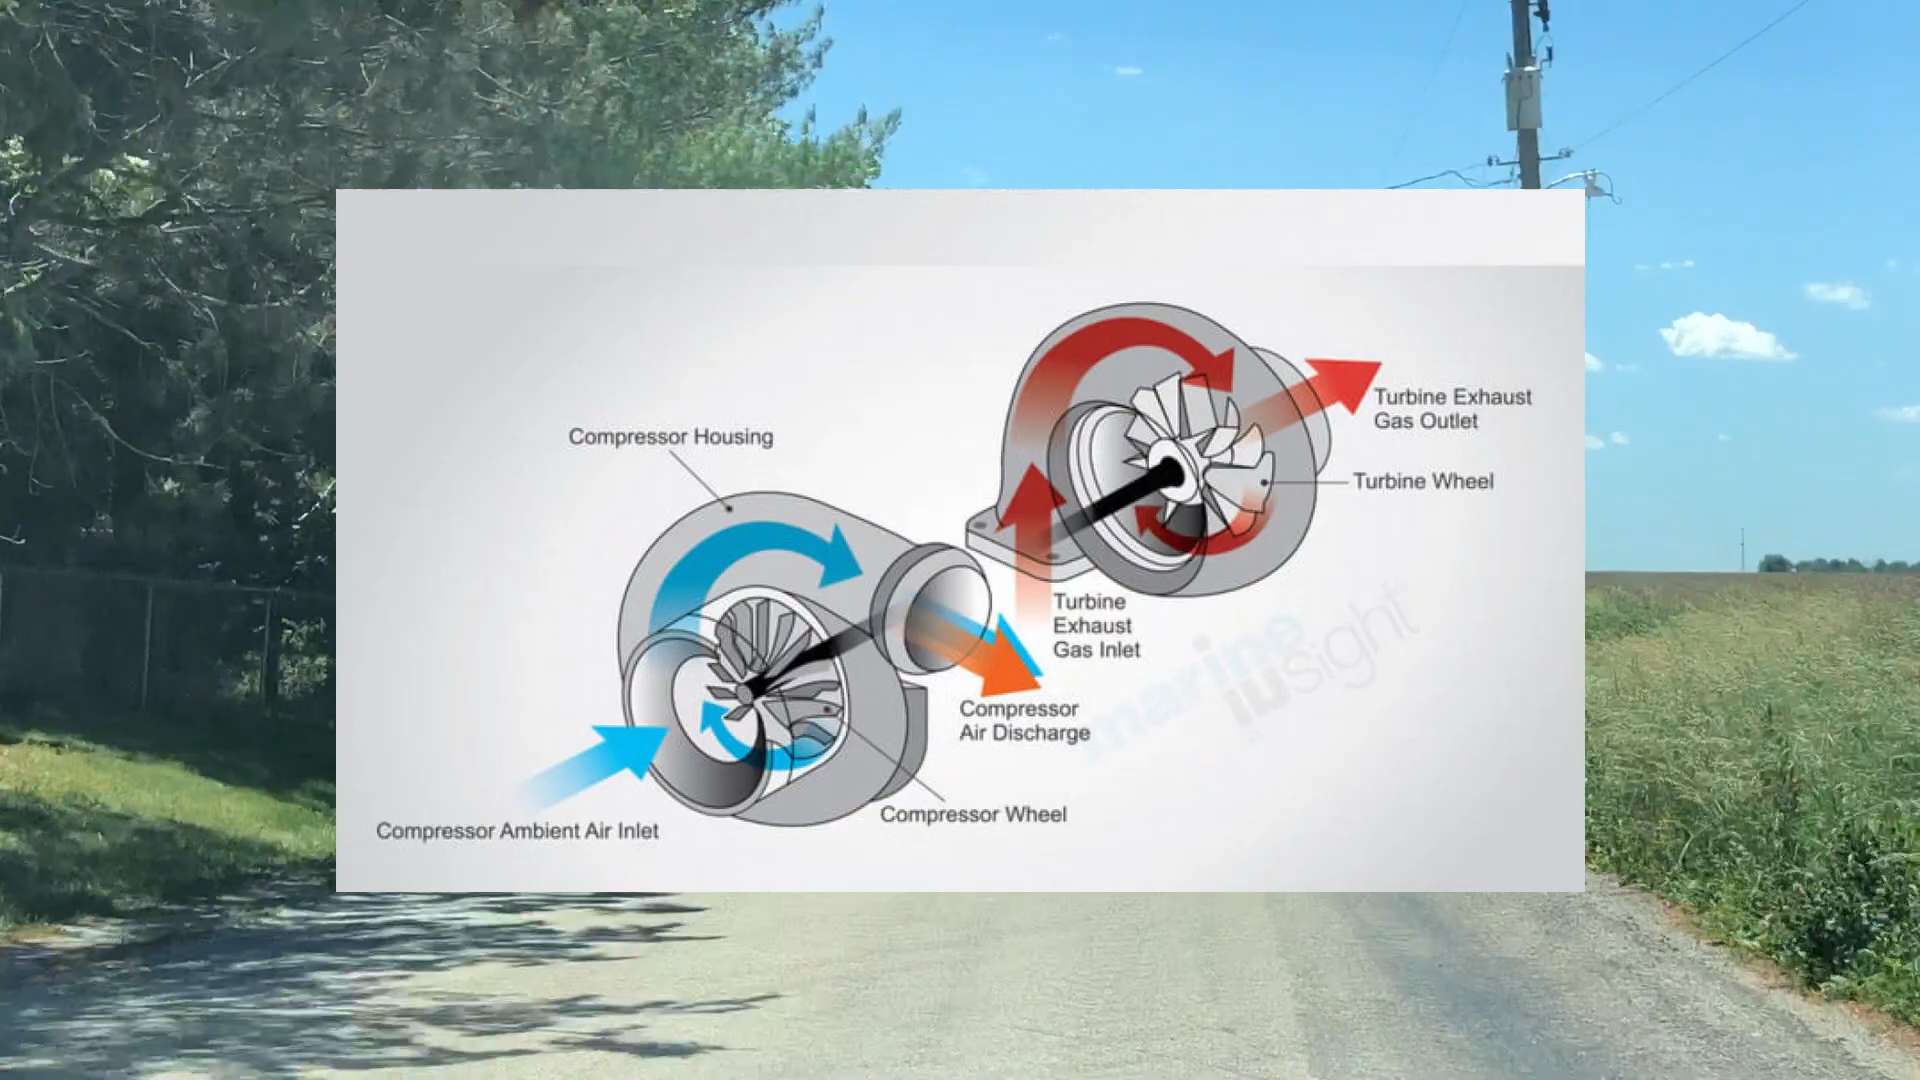 Compressor Housing
Turbine Exhaust
Gas Outlet
Turbine Wheel
Turbine
Exhaust
Gas Inlet
Compressor
Air Discharge
Compressor Wheel
Compressor Ambient Air Inlet
marine